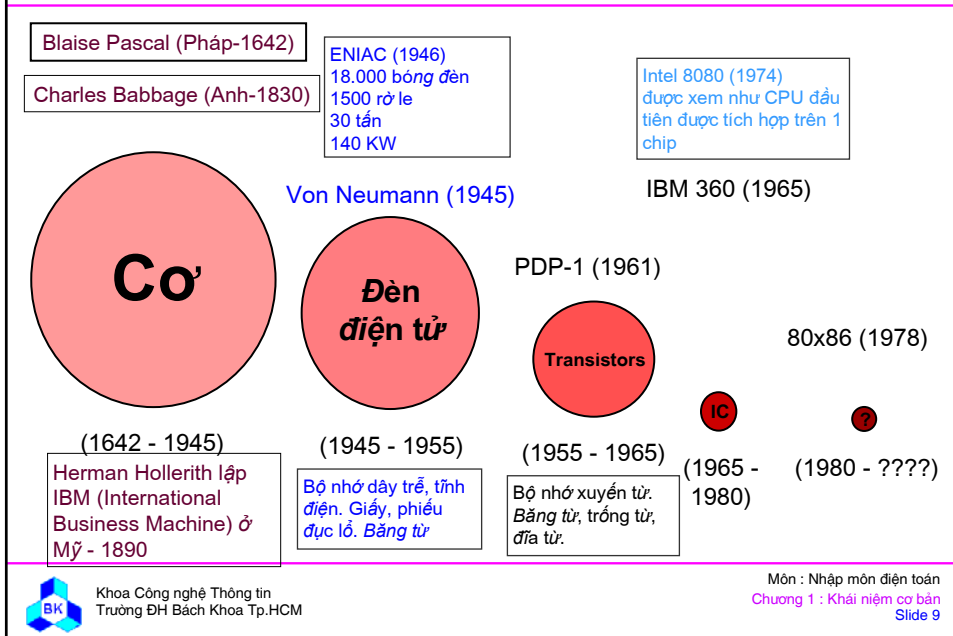 Blaise Pascal (Pháp-1642)
Charles Babbage (Anh-1830)
ENIAC (1946)
18.000 bóng đèn
1500 rờ le
30 tấn
140 KW
Intel 8080 (1974)
được xem như CPU đầu
tiên được tích hợp trên 1
chip
Von Neumann (1945)
IBM 360 (1965)
Cơ
Đèn
điện tử
PDP-1 (1961)
Transistors
80x86 (1978)
IC
?
(1642 - 1945)
(1945 - 1955)
(1955 - 1965)
(1965 -
1980)
(1980 - ????)
Herman Hollerith lập
IBM (International
Business Machine) ở
Mỹ - 1890
Bộ nhớ dây trễ, tĩnh
điện. Giấy, phiếu
đục lổ. Băng từ
Bộ nhớ xuyến từ.
Băng từ, trống từ,
đĩa từ.
BK
Khoa Công nghệ Thông tin
Trường ĐH Bách Khoa Tp.HCM
Môn : Nhập môn điện toán
Chương 1 : Khái niệm cơ bản
Slide 9